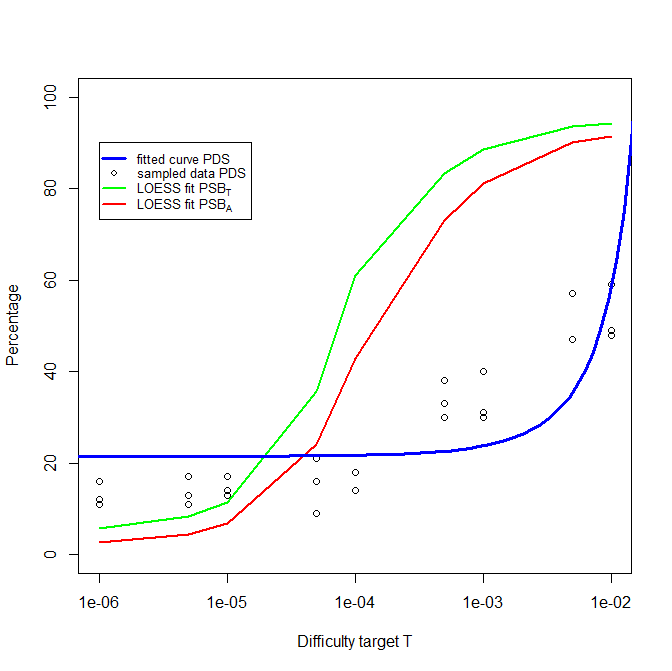 100
80
60
40
20
0
Percentage
fitted curve PDS
sampled data PDS
LOESS fit PSB_T
LOESS fit PSB_A
1e-06 1e-05 1e-04 1e-03 1e-02
Difficulty target T